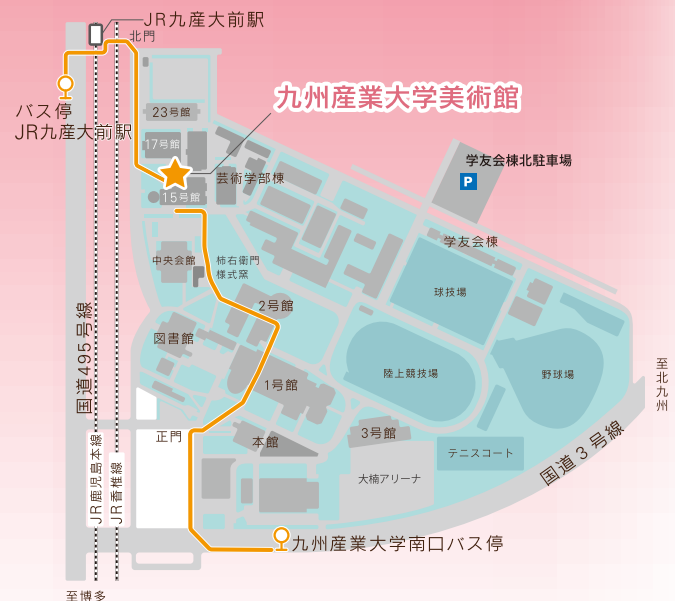 JR九産大前駅
北門
バス停
JR九産大前駅
23号館
九州産業大学美術館
17号館
15号館
芸術学部棟
学友会棟北駐車場
P
学友会棟
中央会館
柿右衛門
様式窯
球技場
2号館
図書館
国道495号線
陸上競技場
野球場
至北九州
1号館
正門
本館
3号館
テニスコート
国道3号線
大楠アリーナ
JR鹿児島本線
JR香椎線
九州産業大学南口バス停
至博多